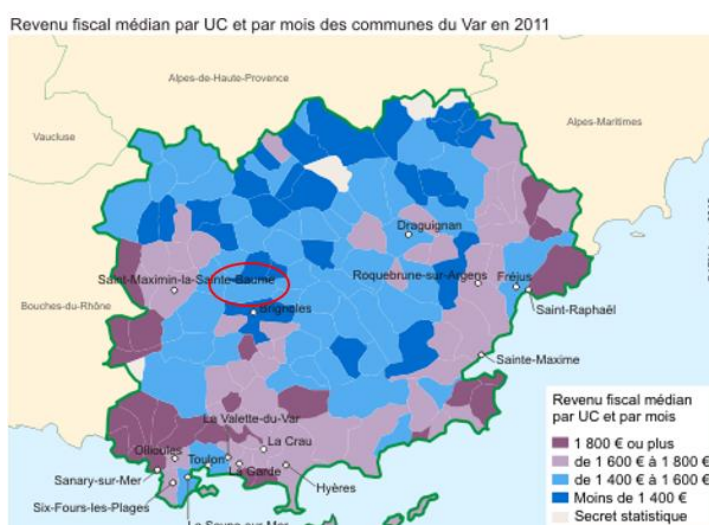 Revenu fiscal médian par UC et par mois des communes du Var en 2011
Alpes-de-Haute-Provence
Vaucluse
Alpes-Maritimes
Draguignan
Saint-Maximin-la-Sainte-Baume
Roquebrune-sur-Argens
Fréjus
Bouches-du-Rhône
Brignoles
Saint-Raphaël
Sainte-Maxime
Revenu fiscal médian
par UC et par mois
1 800 € ou plus
de 1 600 € à 1 800 €
de 1 400 € à 1 600 €
Moins de 1 400 €
Secret statistique
La Valette-du-Var
La Crau
Ollioules
Toulon
La Garde
Sanary-sur-Mer
Hyères
Six-Fours-les-Plages
La Seyne-sur-Mer